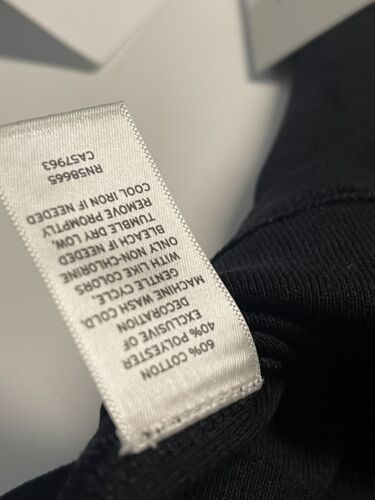 60% COTTON
40% POLYESTER
EXCLUSIVE OF
DECORATION
MACHINE WASH COLD,
GENTLE CYCLE,
WITH LIKE COLORS
ONLY NON-CHLORINE
BLEACH IF NEEDED
TUMBLE DRY LOW,
REMOVE PROMPTLY
COOL IRON IF NEEDED
RN58665
CA57963